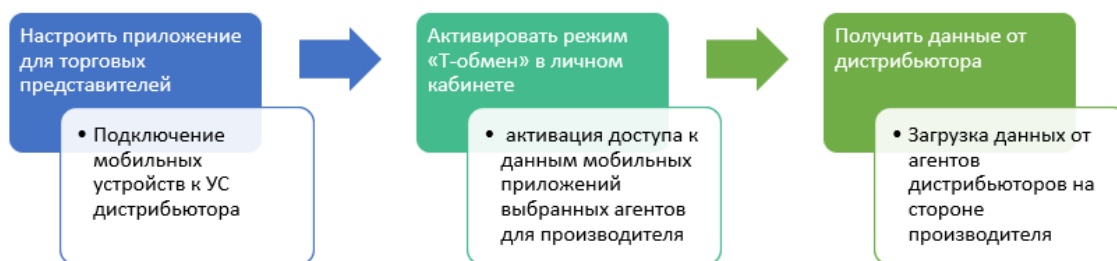 Настроить приложение
для торговых
представителей
• Подключение
мобильных
устройств к УС
дистрибьютора
Активировать режим
«Т-обмен» в личном
кабинете
• активация доступа к
данным мобильных
приложений
выбранных агентов
для производителя
Получить данные от
дистрибьютора
• Загрузка данных от
агентов
дистрибьюторов на
стороне
производителя